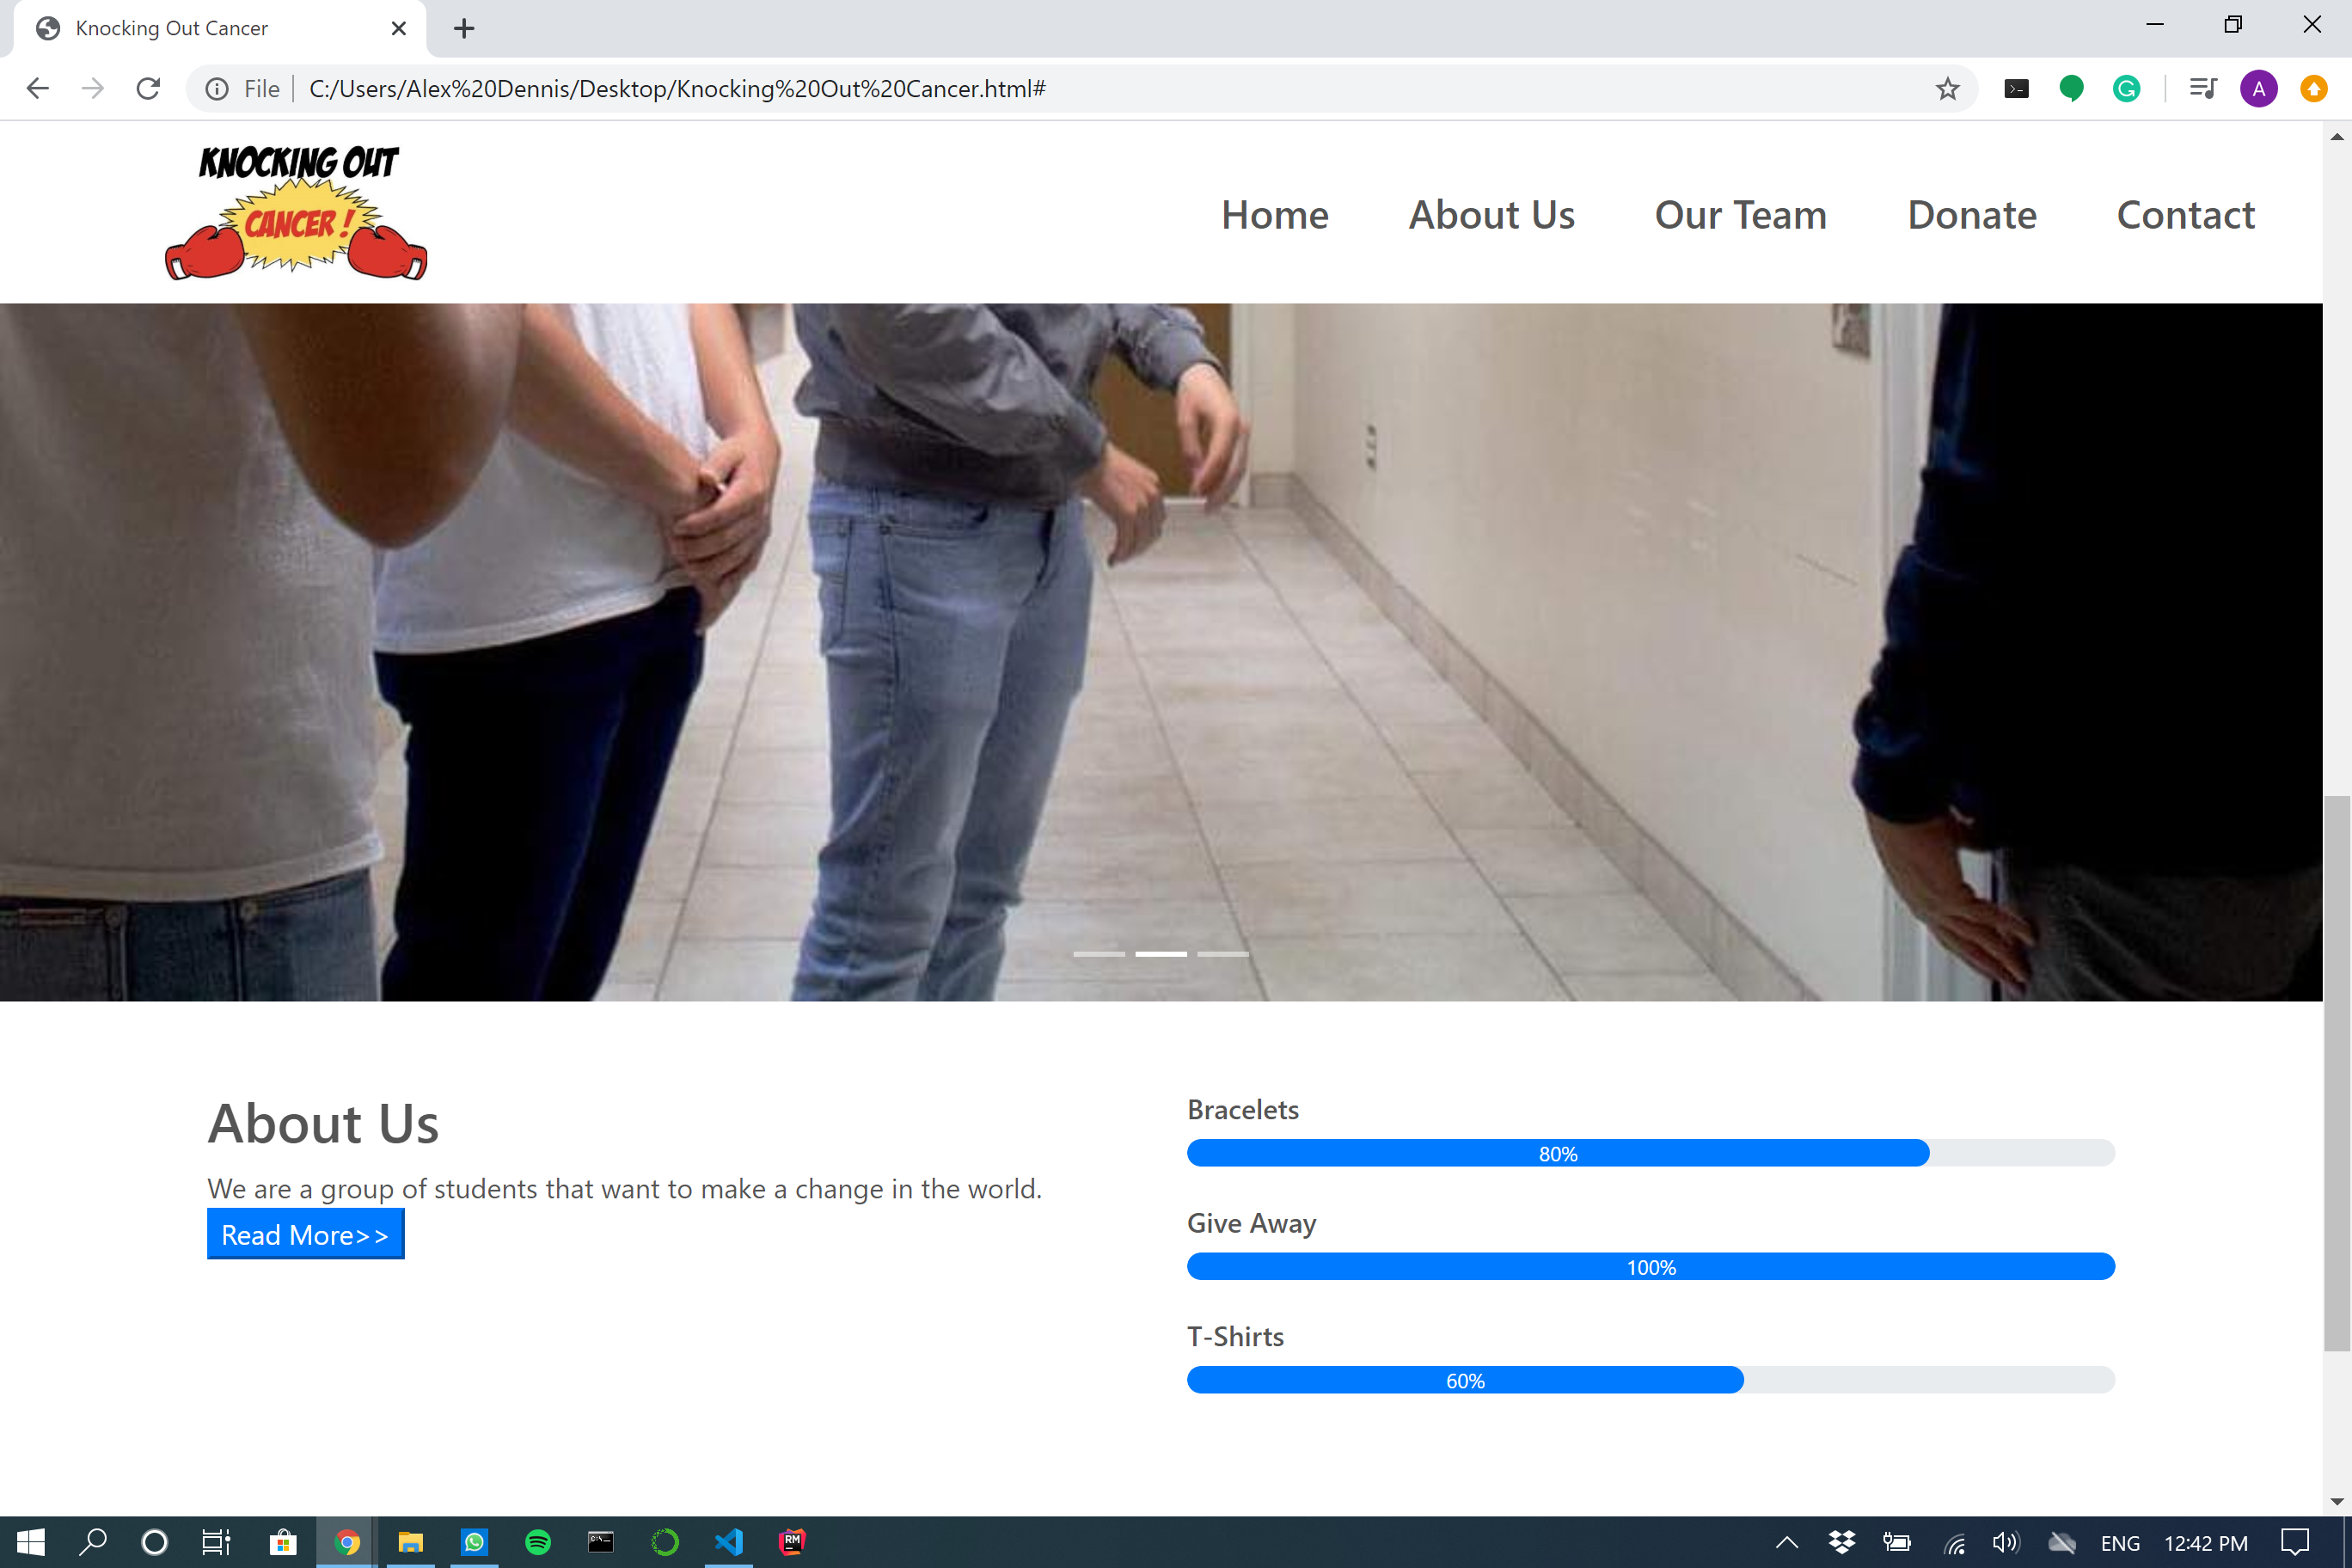 Knocking Out Cancer
File
C:/Users/Alex%20Dennis/Desktop/Knocking%20Out%20Cancer.html#
A
KNOCKING OUT
CANCER !
Home About Us Our Team Donate Contact
About Us
We are a group of students that want to make a change in the world.
Read More>>
Bracelets
80%
Give Away
100%
T-Shirts
60%
RM
ENG 12:42 PM